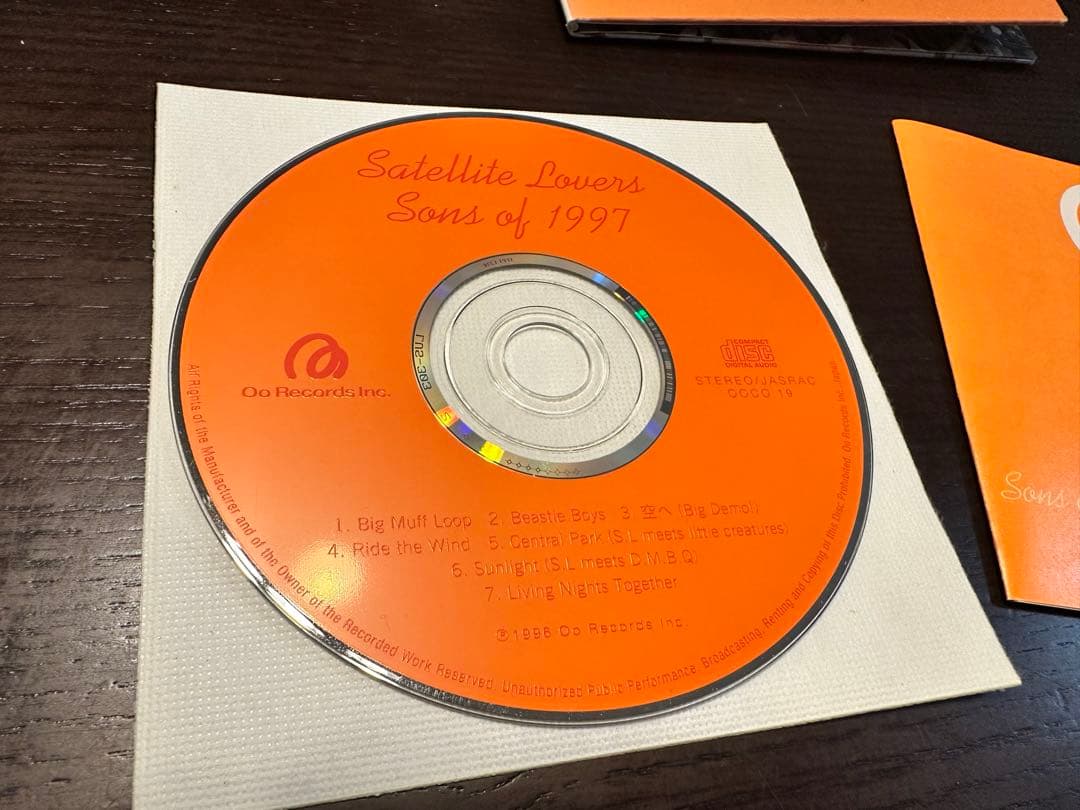 Satellite Lovers
Sons of 1997
Oo Records Inc.
COMPACT
disc
DIGITAL AUDIO
STEREO/JASRAC
OOCO 19
LUS-303
1. Big Muff Loop 2. Beastie Boys 3. 空へ (Big Demo!)
4. Ride the Wind 5. Central Park (S.L meets little creatures)
6. Sunlight (S.L meets D.M.B.Q)
7. Living Nights Together
℗1996 Oo Records Inc.
All Rights of the Manufacturer and of the Owner of the Recorded Work Reserved. Unauthorized Public Performance. Broadcasting, Renting and Copying of this Disc Prohibited. Oo Records Inc., Japan
Sons